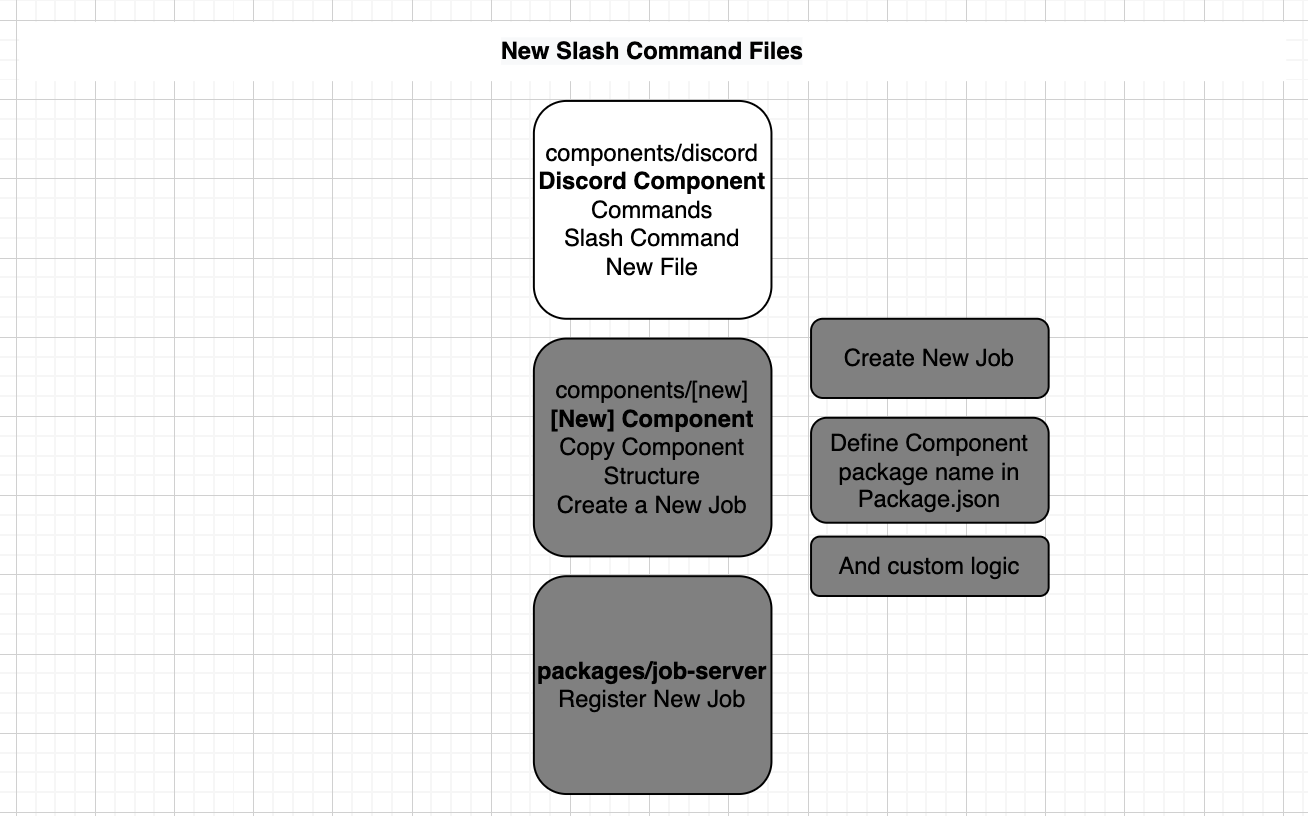 New Slash Command Files
components/discord
Discord Component
Commands
Slash Command
New File
components/[new]
[New] Component
Copy Component
Structure
Create a New Job
Create New Job
Define Component
package name in
Package.json
And custom logic
packages/job-server
Register New Job